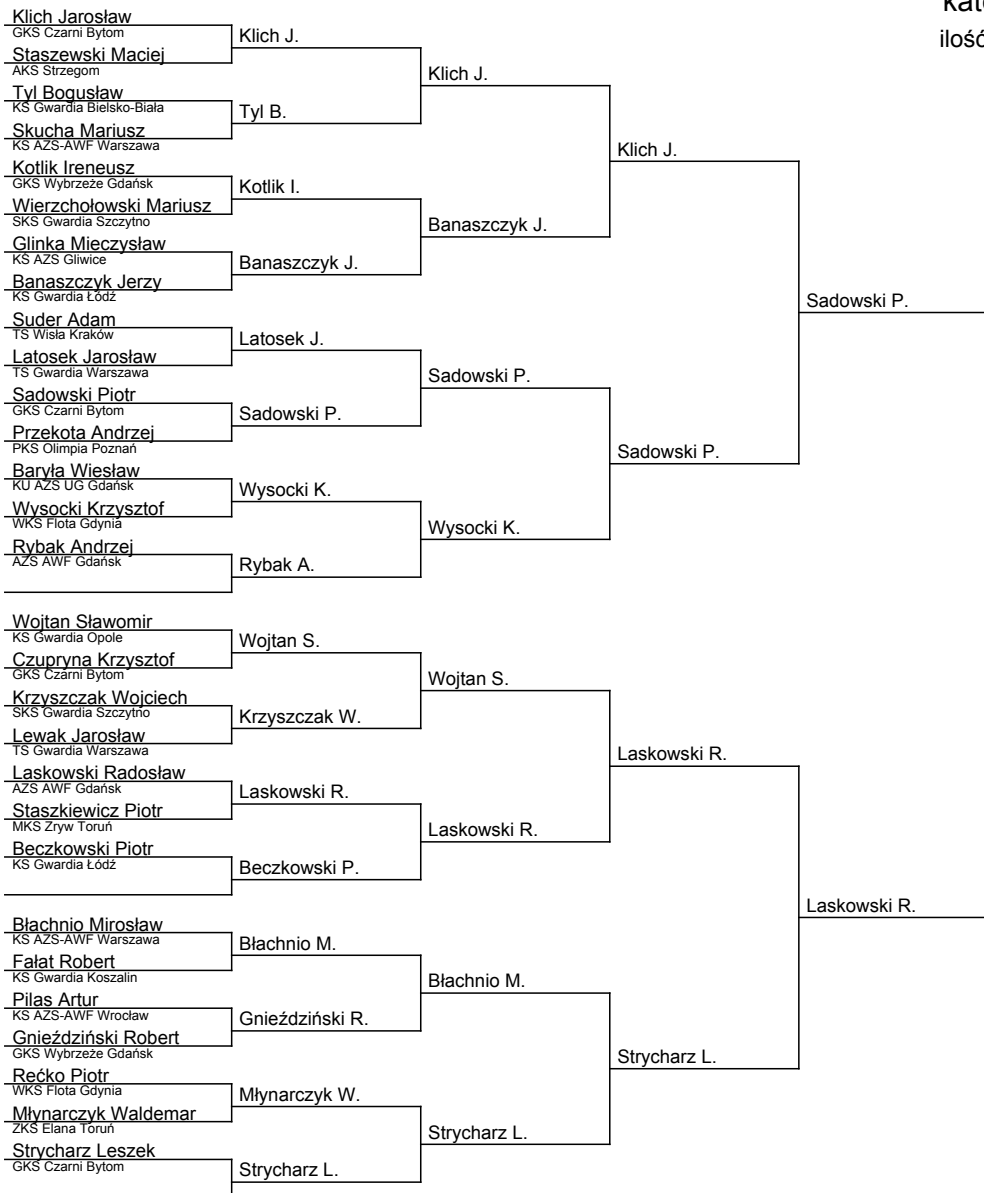 kat
ilość
Klich Jarosław
GKS Czarni Bytom
Staszewski Maciej
AKS Strzegom
Tyl Bogusław
KS Gwardia Bielsko-Biała
Skucha Mariusz
KS AZS-AWF Warszawa
Kotlik Ireneusz
GKS Wybrzeże Gdańsk
Wierzchołowski Mariusz
SKS Gwardia Szczytno
Glinka Mieczysław
KŚ AZS Gliwice
Banaszczyk Jerzy
KS Gwardia Łódź
Suder Adam
TS Wisła Kraków
Latosek Jarosław
TS Gwardia Warszawa
Sadowski Piotr
GKS Czarni Bytom
Przekota Andrzej
PKS Olimpia Poznań
Baryła Wiesław
KU AZS UG Gdańsk
Wysocki Krzysztof
WKS Flota Gdynia
Rybak Andrzej
AZS AWF Gdańsk
Wojtan Sławomir
KS Gwardia Opole
Czupryna Krzysztof
GKS Czarni Bytom
Krzyszczak Wojciech
SKS Gwardia Szczytno
Lewak Jarosław
TS Gwardia Warszawa
Laskowski Radosław
AZS AWF Gdańsk
Staszkiewicz Piotr
MKS Zryw Toruń
Beczkowski Piotr
KS Gwardia Łódź
Błachnio Mirosław
KS AZS-AWF Warszawa
Fałat Robert
KS Gwardia Koszalin
Pilas Artur
KS AZS-AWF Wrocław
Gnieździński Robert
GKS Wybrzeże Gdańsk
Rećko Piotr
WKS Flota Gdynia
Młynarczyk Waldemar
ZKS Elana Toruń
Strycharz Leszek
GKS Czarni Bytom
Klich J.
Tyl B.
Kotlik I.
Banaszczyk J.
Latosek J.
Sadowski P.
Wysocki K.
Rybak A.
Wojtan S.
Krzyszczak W.
Laskowski R.
Beczkowski P.
Błachnio M.
Gnieździński R.
Młynarczyk W.
Strycharz L.
Klich J.
Banaszczyk J.
Sadowski P.
Wysocki K.
Wojtan S.
Laskowski R.
Błachnio M.
Strycharz L.
Klich J.
Sadowski P.
Laskowski R.
Strycharz L.
Sadowski P.
Laskowski R.